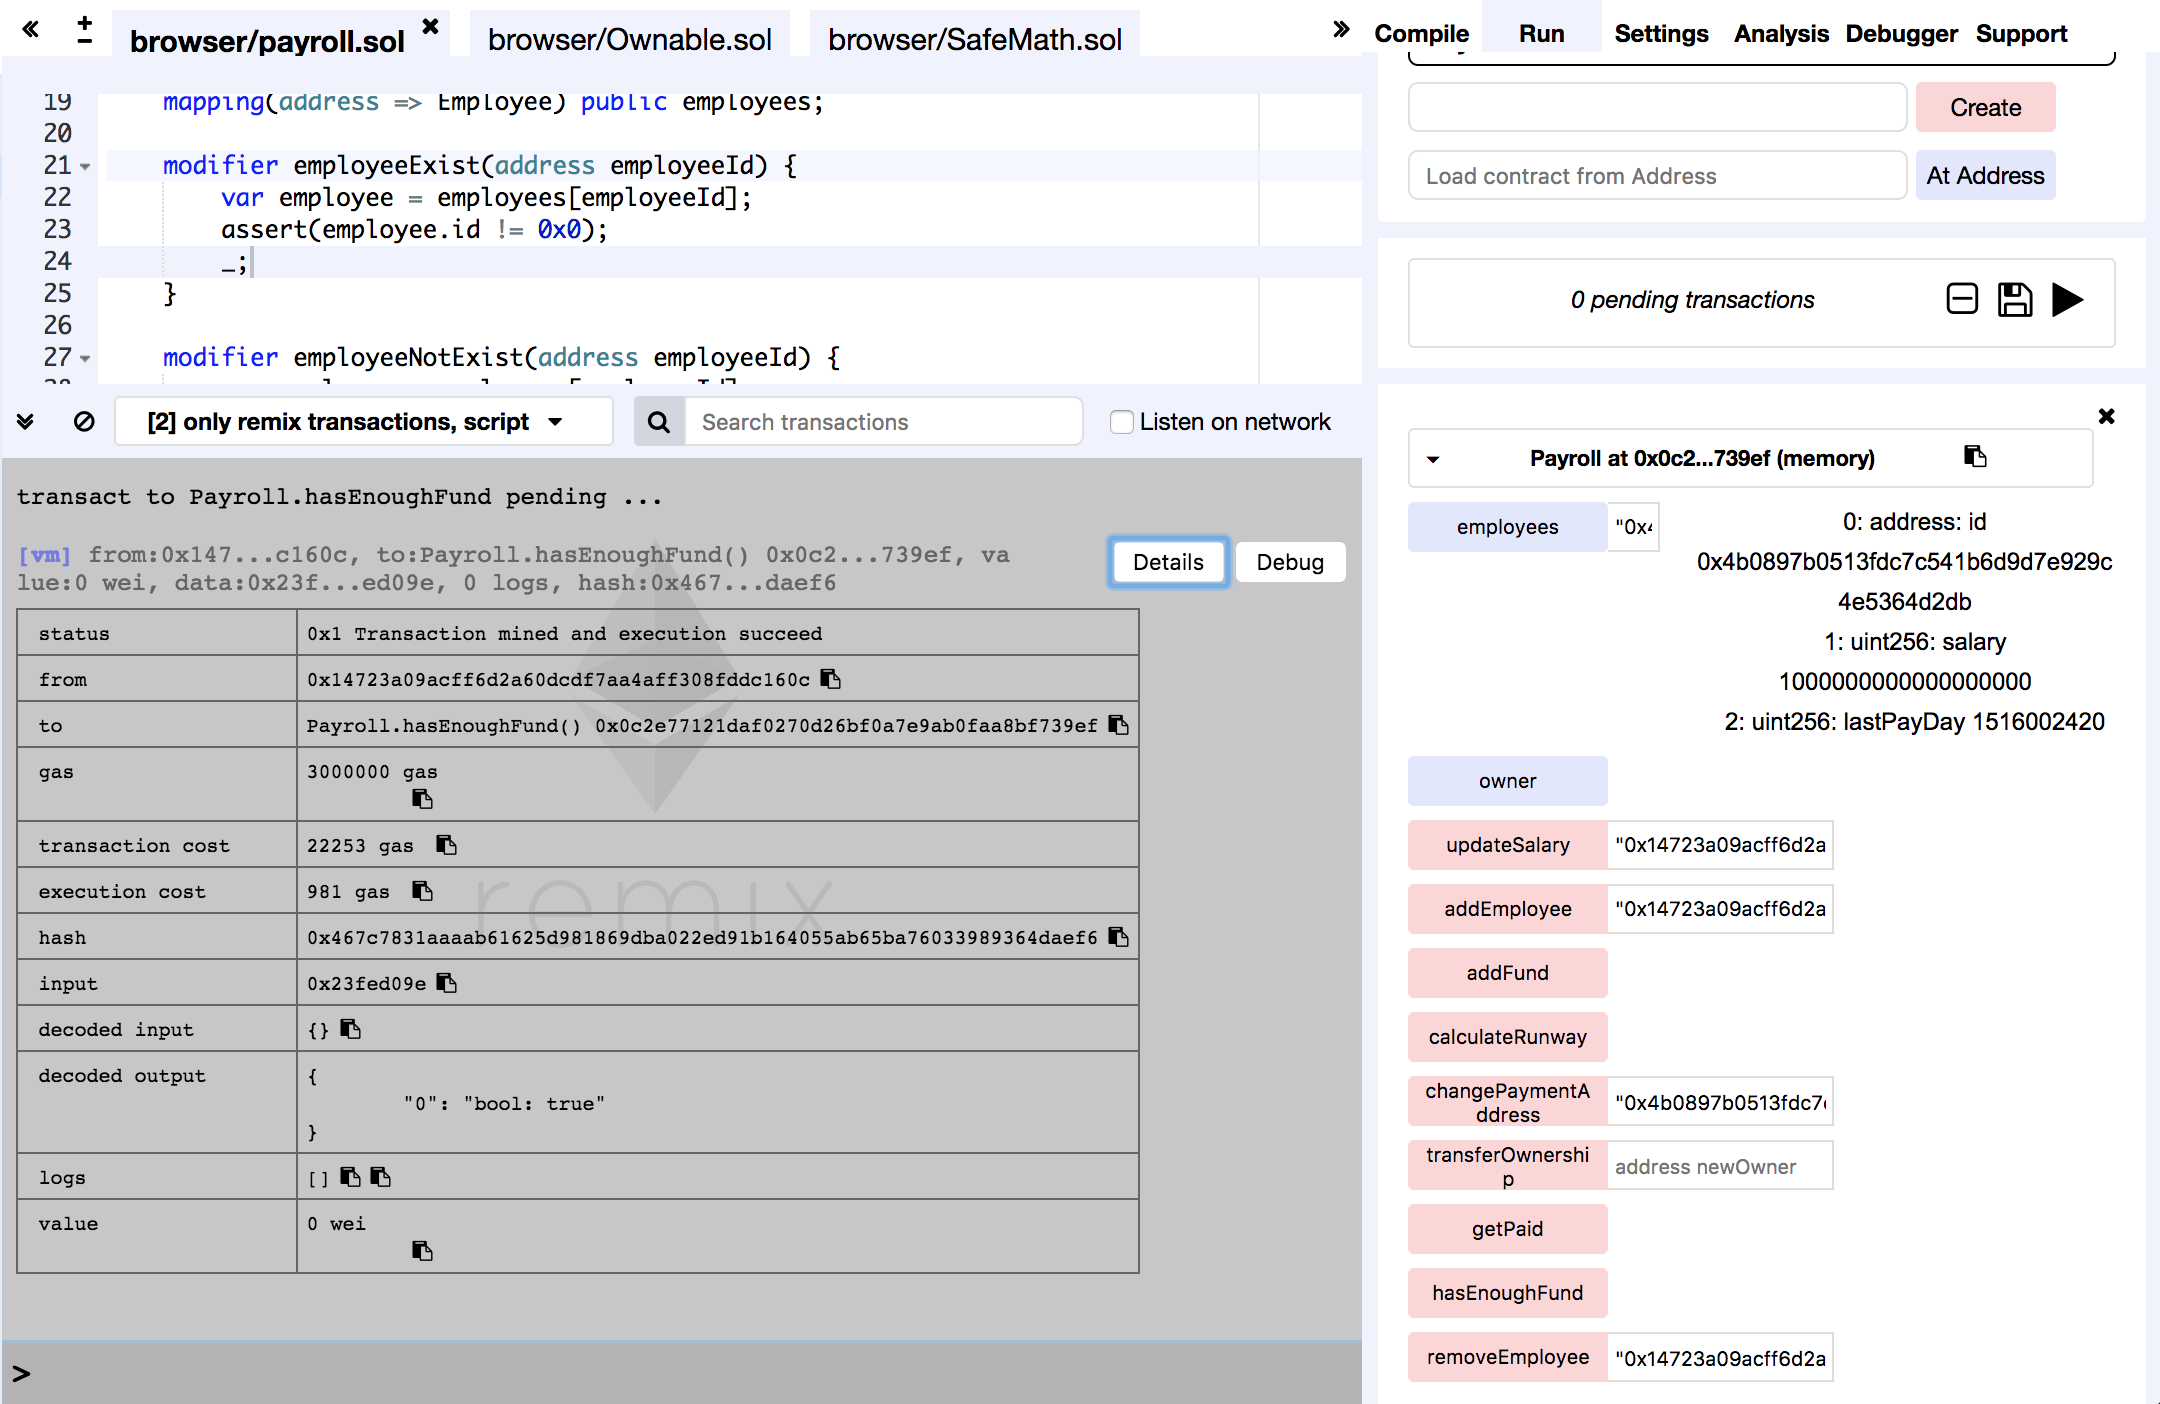 browser/payroll.sol
browser/Ownable.sol
browser/SafeMath.sol
Compile
Run
Settings
Analysis
Debugger
Support
19 mapping(address => Employee) public employees;
20
21 modifier employeeExist(address employeeId) {
22 var employee = employees[employeeId];
23 assert(employee.id != 0x0);
24 _;
25 }
26
27 modifier employeeNotExist(address employeeId) {
[2] only remix transactions, script
Search transactions
Listen on network
transact to Payroll.hasEnoughFund pending ...
[vm] from:0x147...c160c, to:Payroll.hasEnoughFund() 0x0c2...739ef, va
lue:0 wei, data:0x23f...ed09e, 0 logs, hash:0x467...daef6
Details
Debug
status 0x1 Transaction mined and execution succeed
from 0x14723a09acff6d2a60dcdf7aa4aff308fddc160c
to Payroll.hasEnoughFund() 0x0c2e77121daf0270d26bf0a7e9ab0faa8bf739ef
gas 3000000 gas
transaction cost 22253 gas
execution cost 981 gas
hash 0x467c7831aaaab61625d981869dba022ed91b164055ab65ba76033989364daef6
input 0x23fed09e
decoded input {}
decoded output {
"0": "bool: true"
}
logs []
value 0 wei
remix
>
Create
Load contract from Address
At Address
0 pending transactions
Payroll at 0x0c2...739ef (memory)
employees
"0x4
0: address: id
0x4b0897b0513fdc7c541b6d9d7e929c
4e5364d2db
1: uint256: salary
1000000000000000000
2: uint256: lastPayDay 1516002420
owner
updateSalary "0x14723a09acff6d2a
addEmployee "0x14723a09acff6d2a
addFund
calculateRunway
changePaymentA
ddress
"0x4b0897b0513fdc7
transferOwnershi
p
address newOwner
getPaid
hasEnoughFund
removeEmployee "0x14723a09acff6d2a